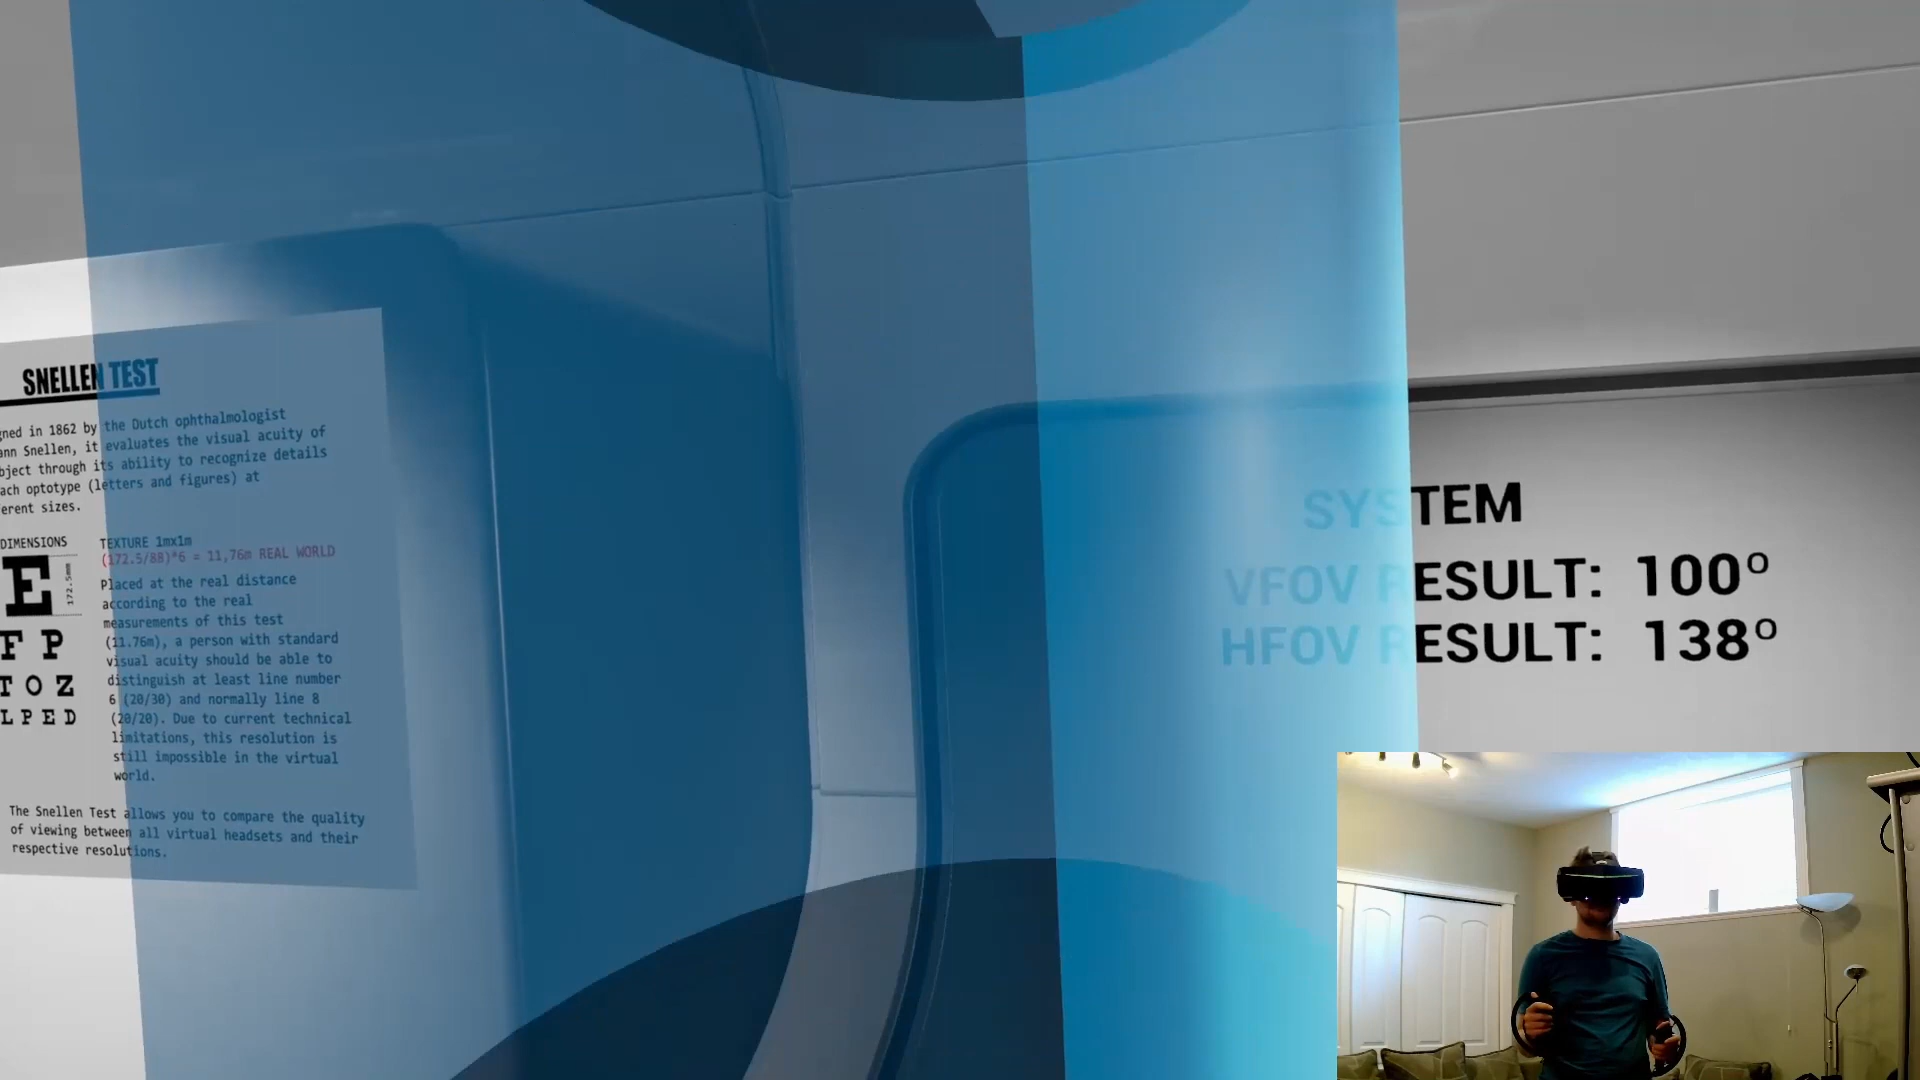 SNELLEN TEST
gned in 1862 by the Dutch ophthalmologist
ann Snellen, it evaluates the visual acuity of
bject through its ability to recognize details
ach optotype (letters and figures) at
erent sizes.
DIMENSIONS
E
172.5mm
F P
T O Z
L P E D
TEXTURE 1mx1m
(172.5/88)*6 = 11,76m REAL WORLD
Placed at the real distance
according to the real
measurements of this test
(11.76m), a person with standard
visual acuity should be able to
distinguish at least line number
6 (20/30) and normally line 8
(20/20). Due to current technical
limitations, this resolution is
still impossible in the virtual
world.
The Snellen Test allows you to compare the quality
of viewing between all virtual headsets and their
respective resolutions.
SYSTEM
VFOV RESULT: 100º
HFOV RESULT: 138º